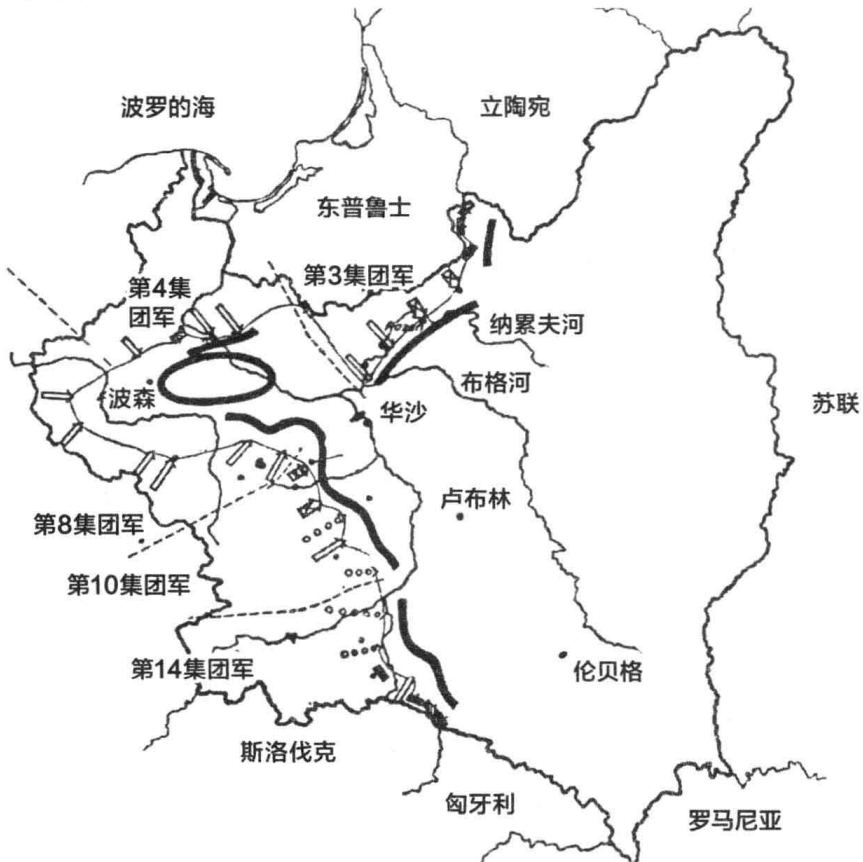 波罗的海
立陶宛
东普鲁士
第3集团军
第4集
团军
Rozan
纳累夫河
波森
布格河
华沙
苏联
卢布林
第8集团军
第10集团军
第14集团军
伦贝格
斯洛伐克
匈牙利
罗马尼亚